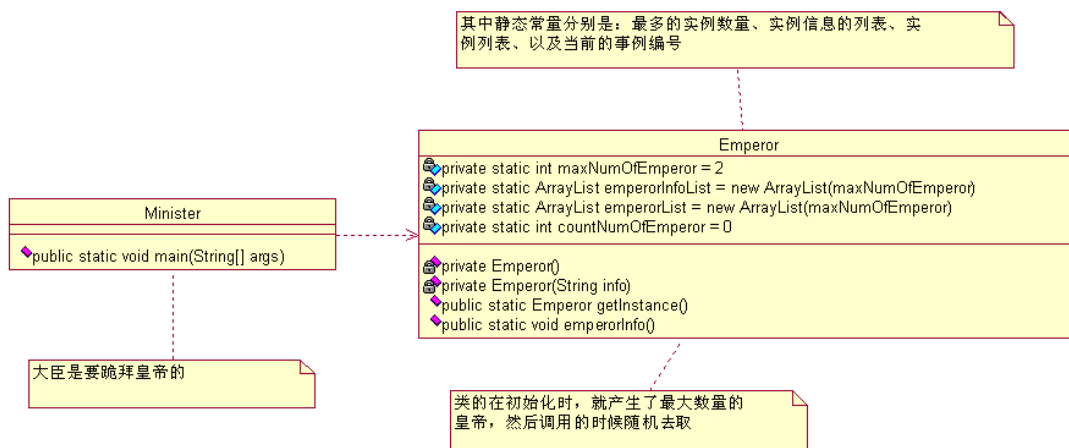 其中静态常量分别是：最多的实例数量、实例信息的列表、实
例列表、以及当前的事例编号
Emperor
private static int maxNumOfEmperor = 2
private static ArrayList emperorInfoList = new ArrayList(maxNumOfEmperor)
private static ArrayList emperorList = new ArrayList(maxNumOfEmperor)
private static int countNumOfEmperor = 0
private Emperor()
private Emperor(String info)
public static Emperor getInstance()
public static void emperorInfo()
Minister
public static void main(String[] args)
大臣是要跪拜皇帝的
类的在初始化时，就产生了最大数量的
皇帝，然后调用的时候随机去取